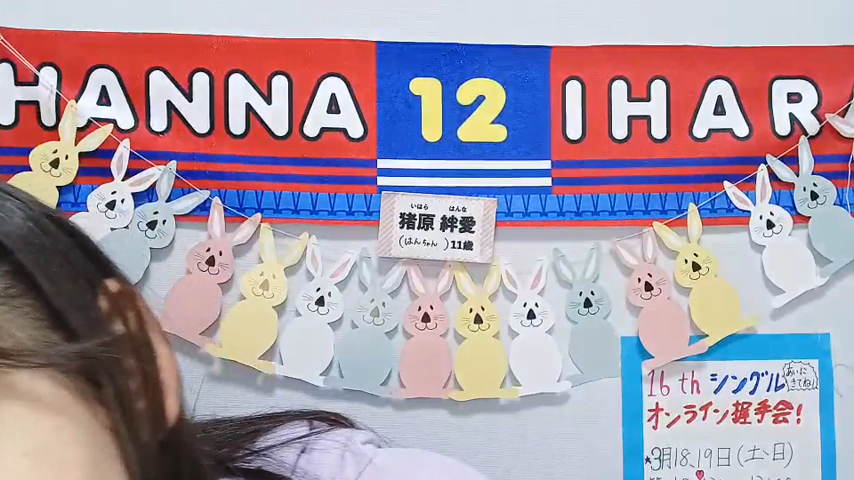 HANNA 12 IHARA
いはら はんな
猪原 絆愛
(はんちゃん)11歳
16th シングル
あいに
きてね!
オンライン握手会!
★3月18、19日(土、日)